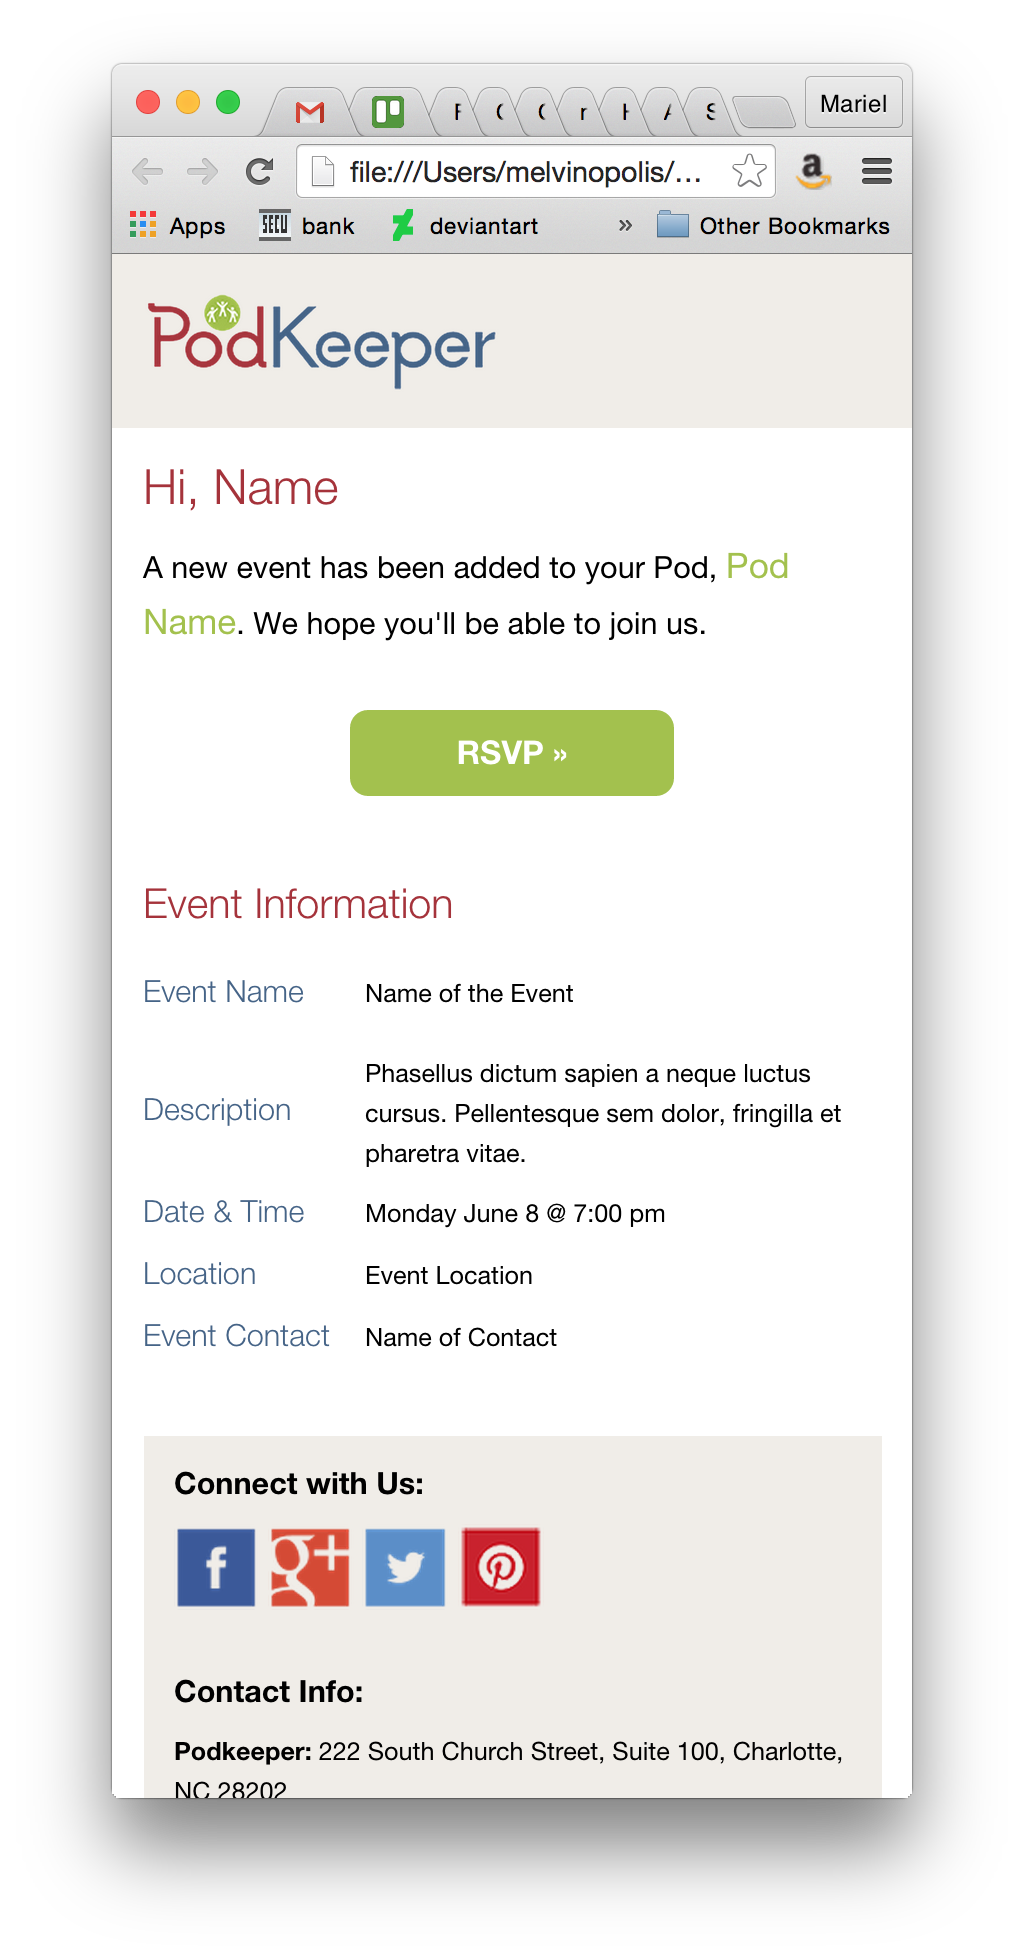 Mariel
file:///Users/melvinopolis/...
Apps
SECU
bank
deviantart
»
Other Bookmarks
PodKeeper
Hi, Name
A new event has been added to your Pod, Pod
Name. We hope you'll be able to join us.
RSVP »
Event Information
Event Name
Name of the Event
Description
Phasellus dictum sapien a neque luctus
cursus. Pellentesque sem dolor, fringilla et
pharetra vitae.
Date & Time
Monday June 8 @ 7:00 pm
Location
Event Location
Event Contact
Name of Contact
Connect with Us:
Contact Info:
Podkeeper: 222 South Church Street, Suite 100, Charlotte,
NC 28202